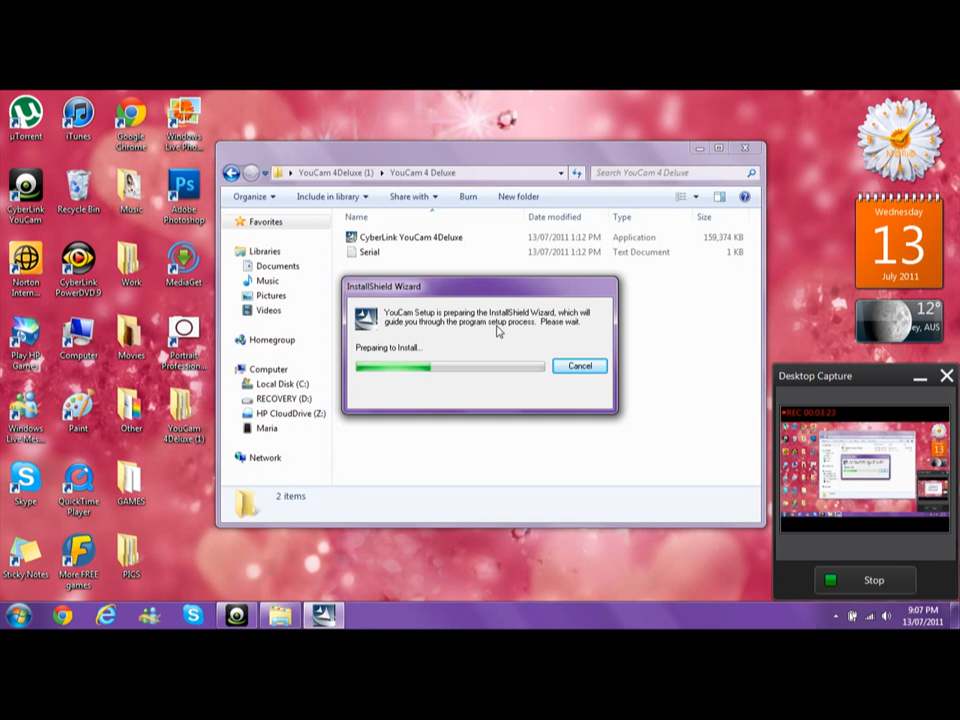 µTorrent
iTunes
Google Chrome
Windows Live Pho...
CyberLink YouCam
Recycle Bin
Music
Adobe Photoshop
Norton Intern...
CyberLink PowerDVD 9
Work
MediaGet
Play HP Games
Computer
Movies
Portrait Profession...
Windows Live Mes...
Paint
Other
YouCam 4Deluxe (1)
Skype
QuickTime Player
GAMES
Sticky Notes
More FREE games
PICS
YouCam 4Deluxe (1) YouCam 4 Deluxe
Search YouCam 4 Deluxe
Organize Include in library Share with Burn New folder
Favorites
Libraries
Documents
Music
Pictures
Videos
Homegroup
Computer
Local Disk (C:)
RECOVERY (D:)
HP CloudDrive (Z:)
Maria
Network
Name Date modified Type Size
CyberLink YouCam 4Deluxe 13/07/2011 1:12 PM Application 159,374 KB
Serial 13/07/2011 1:12 PM Text Document 1 KB
InstallShield Wizard
YouCam Setup is preparing the InstallShield Wizard, which will
guide you through the program setup process. Please wait.
Preparing to Install...
Cancel
2 items
Wednesday
13
July 2011
12°
ey, AUS
Desktop Capture
REC 00:03:23
Stop
9:07 PM
13/07/2011